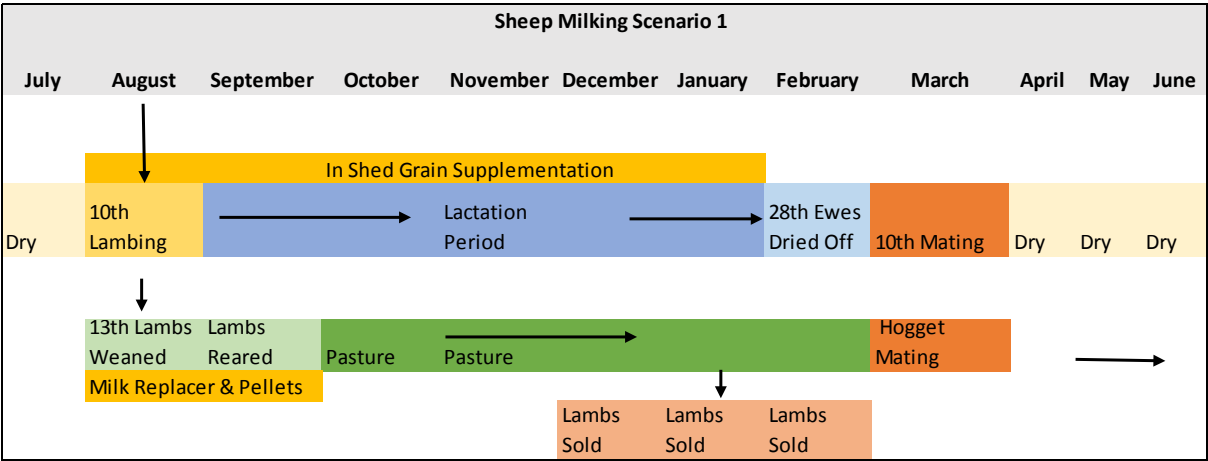 Sheep Milking Scenario 1
July August September October November December January February March April May June
In Shed Grain Supplementation
10th Lactation 28th Ewes
Dry Lambing Period Dried Off 10th Mating Dry Dry Dry
13th Lambs Lambs Hogget
Weaned Reared Pasture Pasture Mating
Milk Replacer & Pellets
Lambs Lambs Lambs
Sold Sold Sold